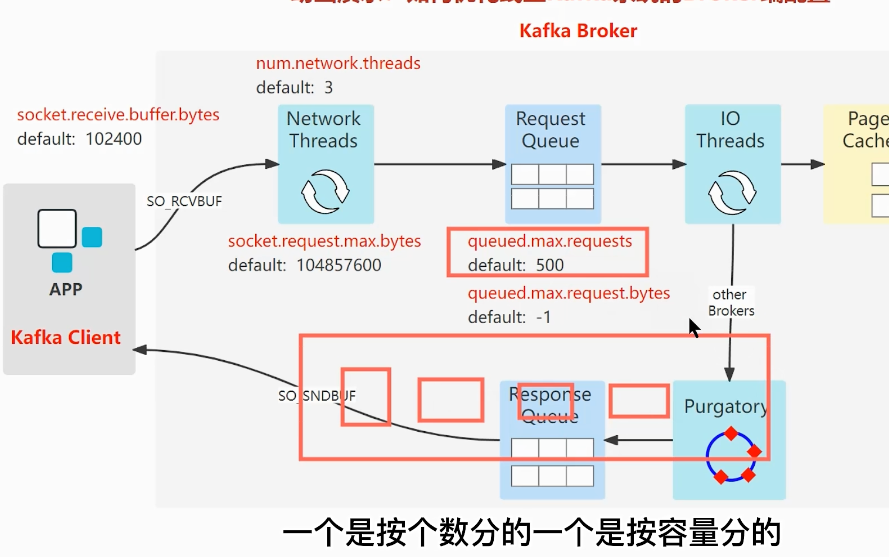 Kafka Broker
num.network.threads
default: 3
socket.receive.buffer.bytes
default: 102400
Network
Threads
Request
Queue
IO
Threads
Page
Cache
SO_RCVBUF
socket.request.max.bytes
default: 104857600
queued.max.requests
default: 500
queued.max.request.bytes
default: -1
APP
Kafka Client
other
Brokers
SO_SNDBUF
Response
Queue
Purgatory
一个是按个数分的一个是按容量分的